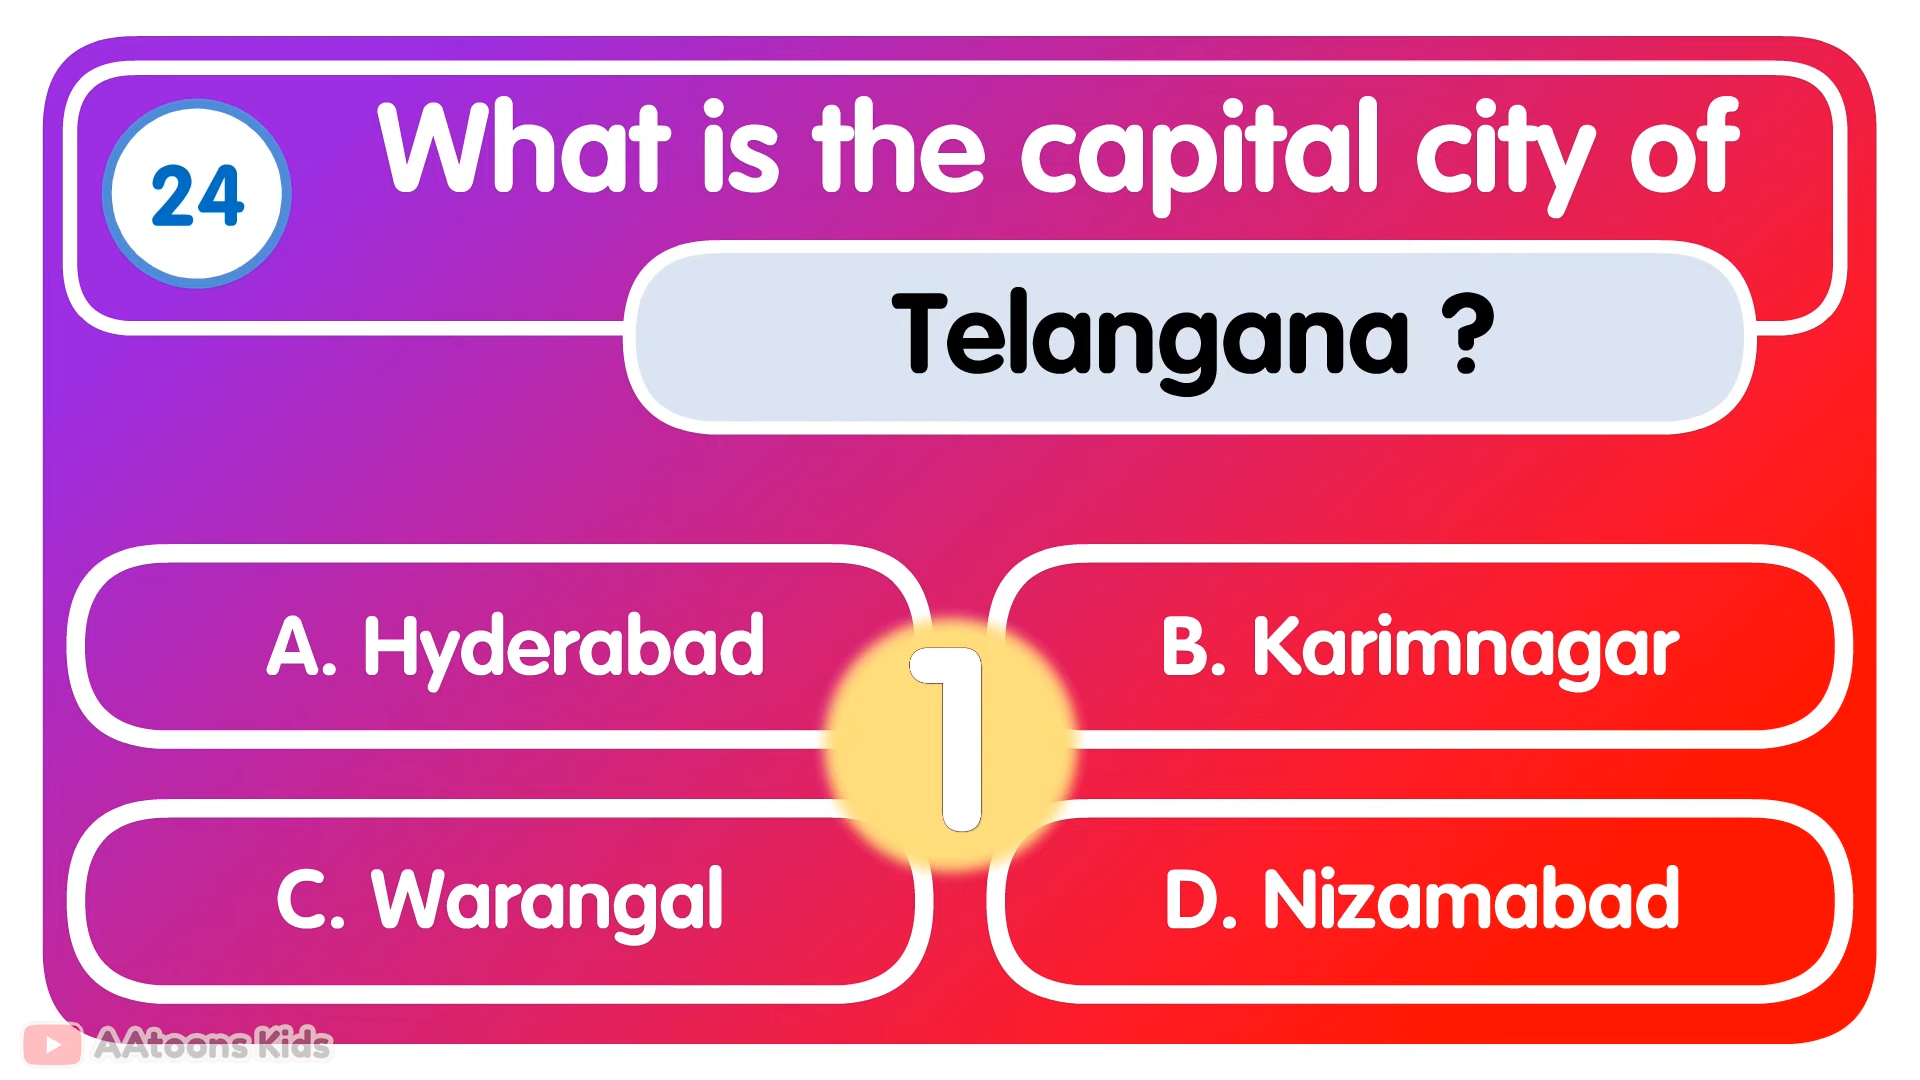 24
What is the capital city of
Telangana ?
A. Hyderabad
B. Karimnagar
1
C. Warangal
D. Nizamabad
AAtoons Kids